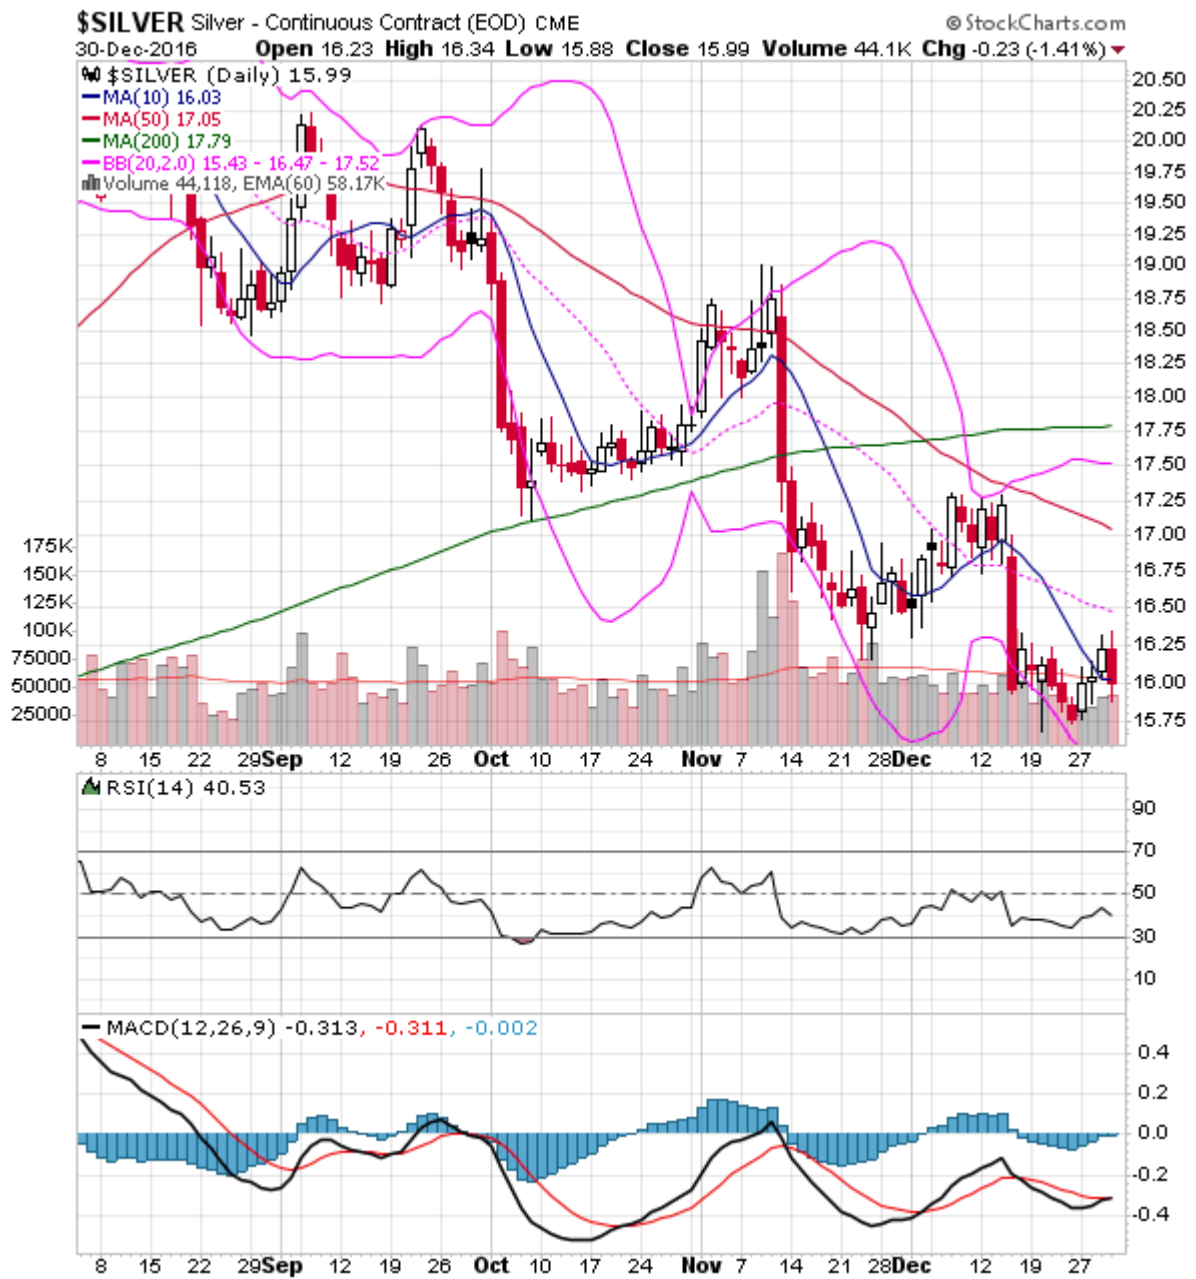 $SILVER Silver - Continuous Contract (EOD) CME © StockCharts.com
30-Dec-2016 Open 16.23 High 16.34 Low 15.88 Close 15.99 Volume 44.1K Chg -0.23 (-1.41%)
$SILVER (Daily) 15.99
MA(10) 16.03
MA(50) 17.05
MA(200) 17.79
BB(20,2.0) 15.43 - 16.47 - 17.52
Volume 44,118, EMA(60) 58.17K
20.50
20.25
20.00
19.75
19.50
19.25
19.00
18.75
18.50
18.25
18.00
17.75
17.50
17.25
17.00
16.75
16.50
16.25
16.00
15.75
175K
150K
125K
100K
75000
50000
25000
8 15 22 29 Sep 12 19 26 Oct 10 17 24 Nov 7 14 21 28 Dec 12 19 27
RSI(14) 40.53
90
70
50
30
10
MACD(12,26,9) -0.313, -0.311, -0.002
0.4
0.2
0.0
-0.2
-0.4
8 15 22 29 Sep 12 19 26 Oct 10 17 24 Nov 7 14 21 28 Dec 12 19 27